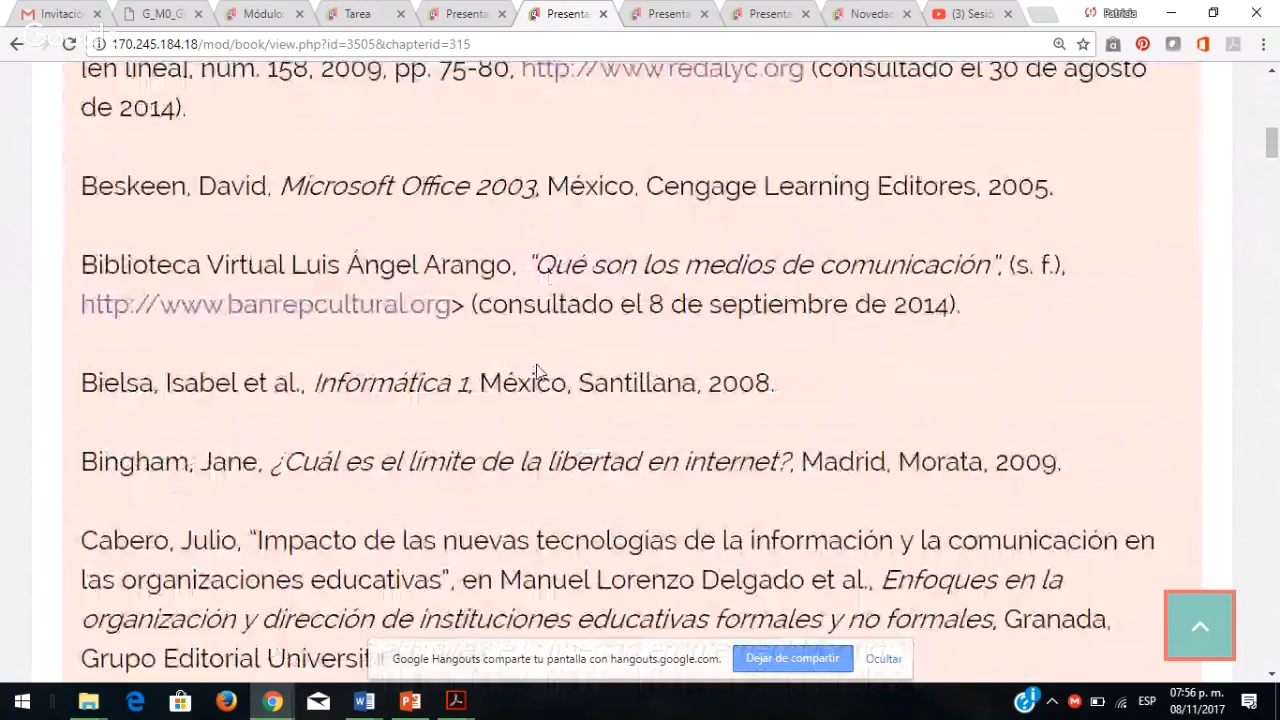 Invitació
G_M0_G
Módulo:
Tarea
Presenta
Presenta
Presenta
Presenta
Novedac
(3) Sesió
Patricia
170.245.184.18/mod/book/view.php?id=3505&chapterid=315
[en línea], núm. 158, 2009, pp. 75-80, http://www.redalyc.org (consultado el 30 de agosto
de 2014).
Beskeen, David, Microsoft Office 2003, México, Cengage Learning Editores, 2005.
Biblioteca Virtual Luis Ángel Arango, "Qué son los medios de comunicación", (s. f.),
http://www.banrepcultural.org> (consultado el 8 de septiembre de 2014).
Bielsa, Isabel et al., Informática 1, México, Santillana, 2008.
Bingham, Jane, ¿Cuál es el límite de la libertad en internet?, Madrid, Morata, 2009.
Cabero, Julio, "Impacto de las nuevas tecnologías de la información y la comunicación en
las organizaciones educativas", en Manuel Lorenzo Delgado et al., Enfoques en la
organización y dirección de instituciones educativas formales y no formales, Granada,
Grupo Editorial Universit
Google Hangouts comparte tu pantalla con hangouts.google.com.
Dejar de compartir
Ocultar
ESP
07:56 p. m.
08/11/2017